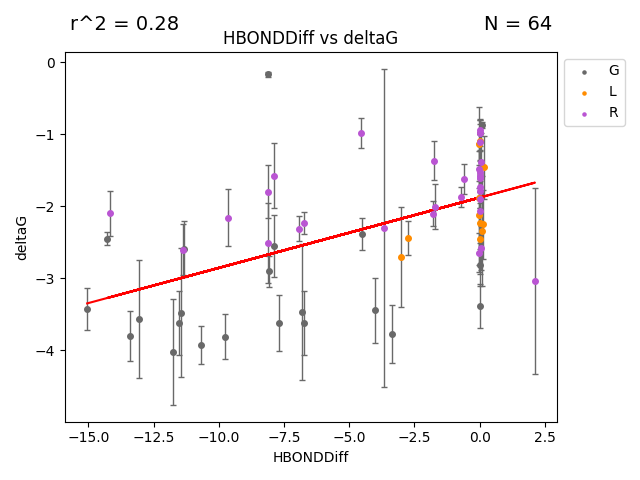 r^2 = 0.28
N = 64
HBONDDiff vs deltaG
G
L
R
0
−1
−2
−3
−4
deltaG
−15.0 −12.5 −10.0 −7.5 −5.0 −2.5 0.0 2.5
HBONDDiff